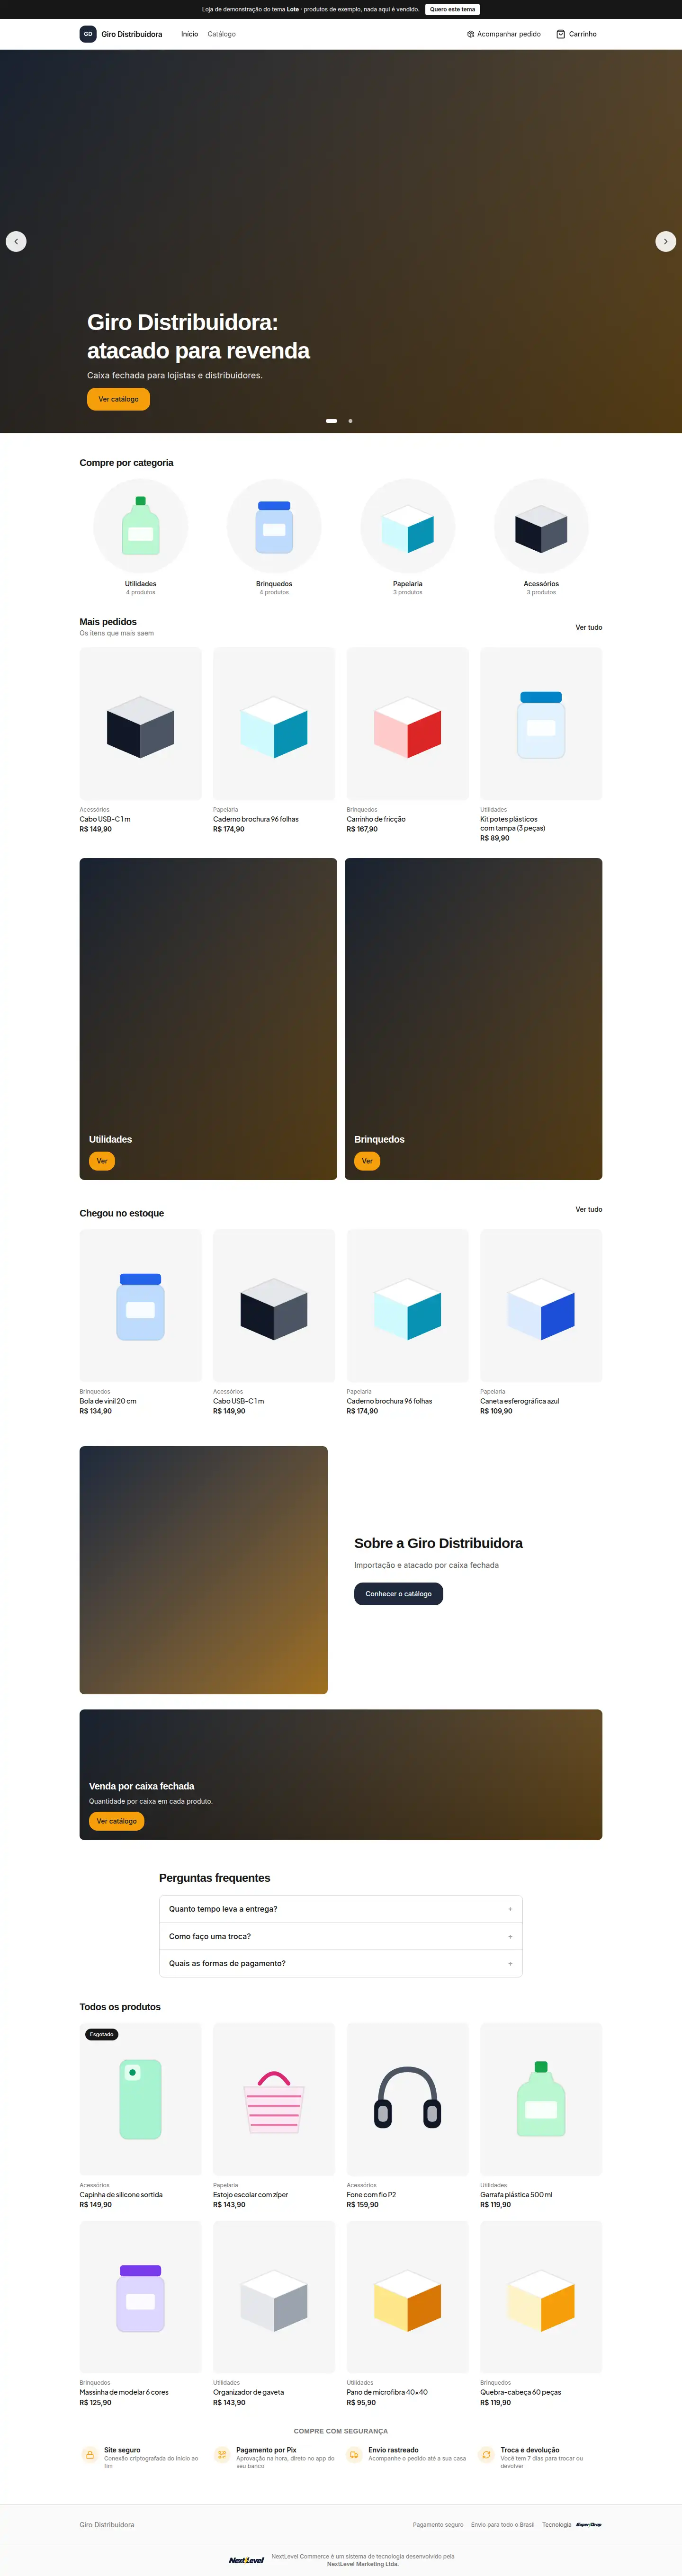 Loja de demonstração do tema Lote · produtos de exemplo, nada aqui é vendido. Quero este tema
GD Giro Distribuidora Início Catálogo Acompanhar pedido Carrinho
Giro Distribuidora:
atacado para revenda
Caixa fechada para lojistas e distribuidores.
Ver catálogo
Compre por categoria
Utilidades Brinquedos Papelaria Acessórios
4 produtos 4 produtos 3 produtos 3 produtos
Mais pedidos
Os itens que mais saem
Ver tudo
Acessórios Papelaria Brinquedos Utilidades
Cabo USB-C 1 m Caderno brochura 96 folhas Carrinho de fricção Kit potes plásticos
com tampa (3 peças)
R$ 149,90 R$ 174,90 R$ 167,90 R$ 89,90
Utilidades Brinquedos
Ver Ver
Chegou no estoque Ver tudo
Brinquedos Acessórios Papelaria Papelaria
Bola de vinil 20 cm Cabo USB-C 1 m Caderno brochura 96 folhas Caneta esferográfica azul
R$ 134,90 R$ 149,90 R$ 174,90 R$ 109,90
Sobre a Giro Distribuidora
Importação e atacado por caixa fechada
Conhecer o catálogo
Venda por caixa fechada
Quantidade por caixa em cada produto.
Ver catálogo
Perguntas frequentes
Quanto tempo leva a entrega? +
Como faço uma troca? +
Quais as formas de pagamento? +
Todos os produtos
Esgotado
Acessórios Papelaria Acessórios Utilidades
Capinha de silicone sortida Estojo escolar com zíper Fone com fio P2 Garrafa plástica 500 ml
R$ 149,90 R$ 143,90 R$ 159,90 R$ 119,90
Brinquedos Utilidades Utilidades Brinquedos
Massinha de modelar 6 cores Organizador de gaveta Pano de microfibra 40x40 Quebra-cabeça 60 peças
R$ 125,90 R$ 143,90 R$ 95,90 R$ 119,90
COMPRE COM SEGURANÇA
Site seguro
Conexão criptografada do início ao
fim
Pagamento por Pix
Aprovação na hora, direto no app do
seu banco
Envio rastreado
Acompanhe o pedido até a sua casa
Troca e devolução
Você tem 7 dias para trocar ou
devolver
Giro Distribuidora Pagamento seguro Envio para todo o Brasil Tecnologia SuperDrop
NextLevel NextLevel Commerce é um sistema de tecnologia desenvolvido pela
NextLevel Marketing Ltda.